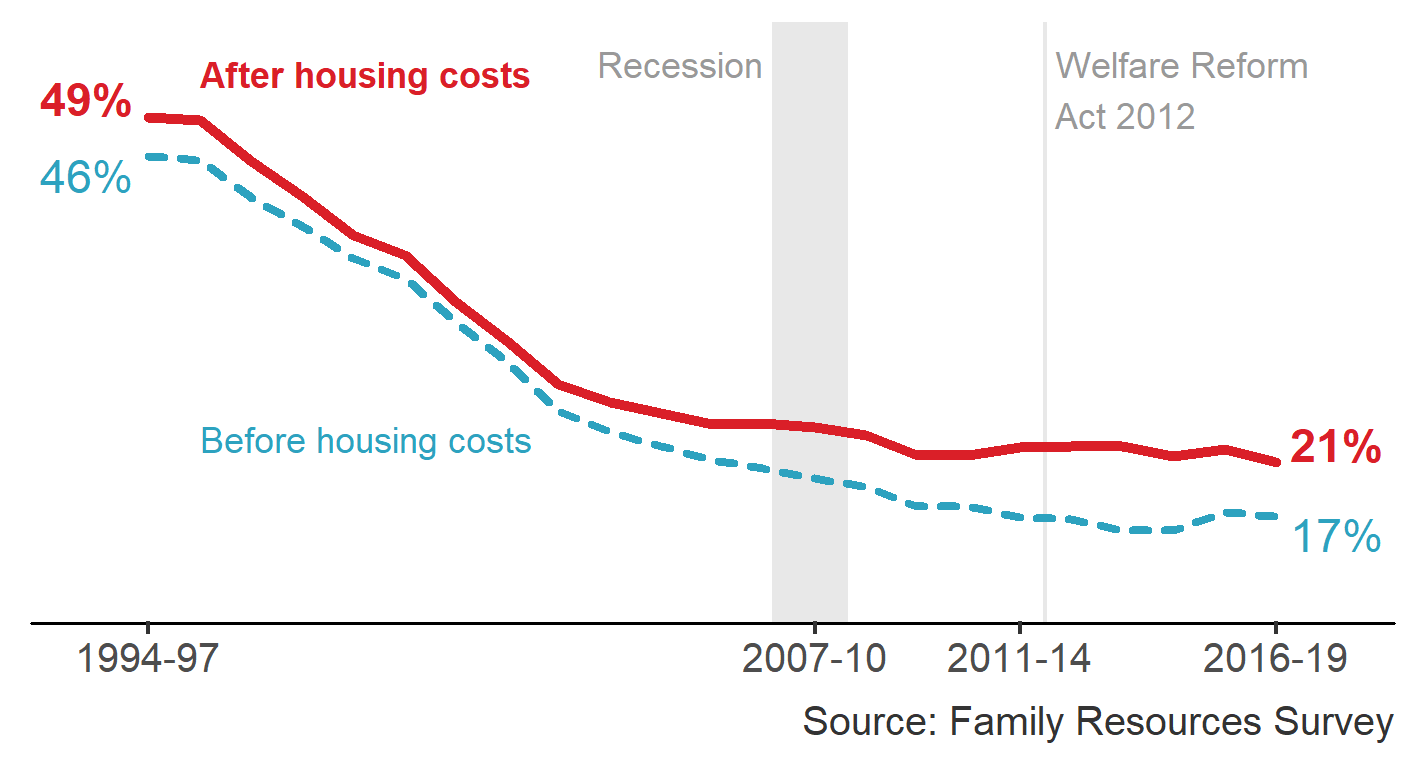 After housing costs
Recession
Welfare Reform
Act 2012
49%
46%
Before housing costs
21%
17%
1994-97
2007-10
2011-14
2016-19
Source: Family Resources Survey